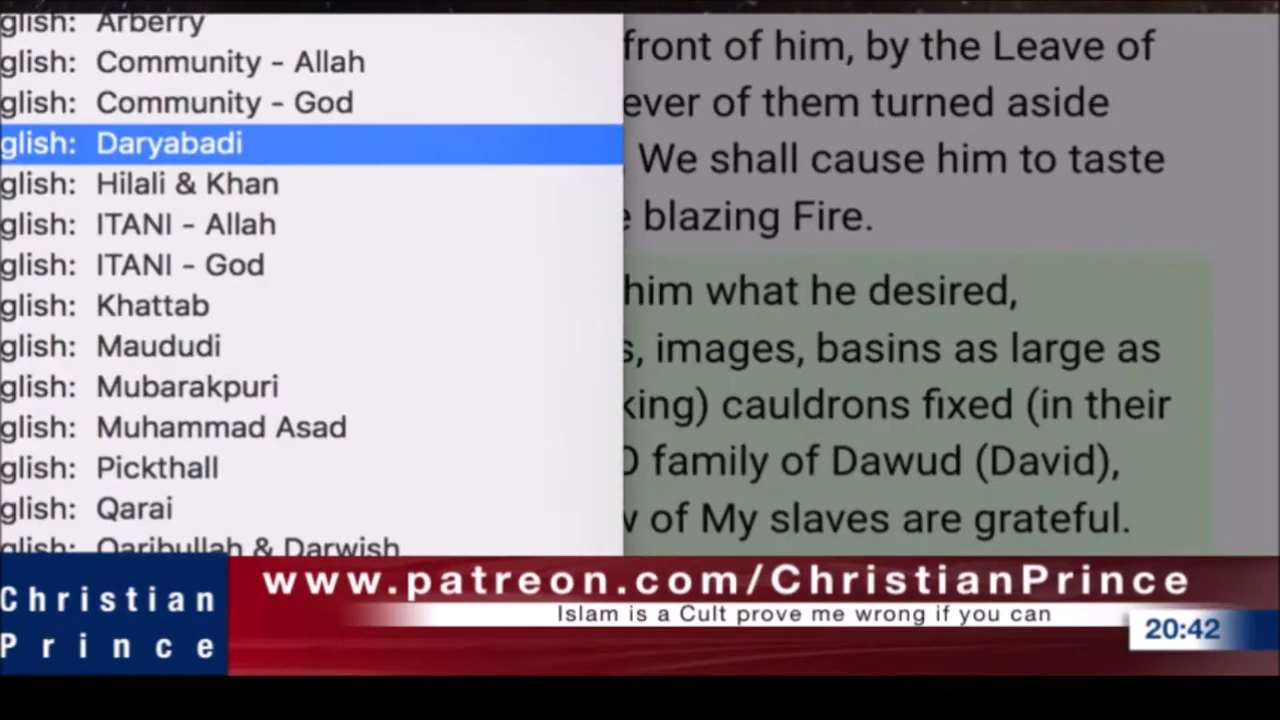 glish: Arberry
glish: Community - Allah
glish: Community - God
glish: Daryabadi
glish: Hilali & Khan
glish: ITANI - Allah
glish: ITANI - God
glish: Khattab
glish: Maududi
glish: Mubarakpuri
glish: Muhammad Asad
glish: Pickthall
glish: Qarai
glish: Qaribullah & Darwish
front of him, by the Leave of
ever of them turned aside
We shall cause him to taste
blazing Fire.
him what he desired,
s, images, basins as large as
king) cauldrons fixed (in their
family of Dawud (David),
of My slaves are grateful.
Christian
Prince
www.patreon.com/ChristianPrince
Islam is a Cult prove me wrong if you can
20:42